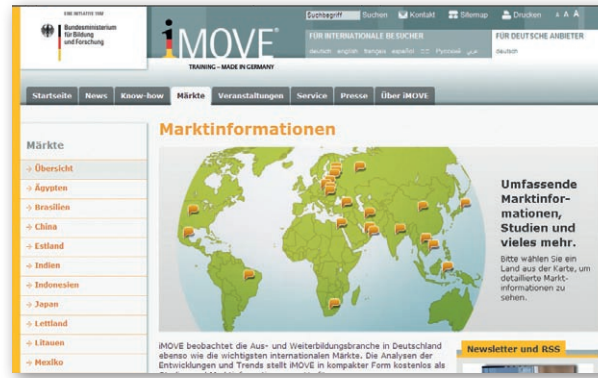 EINE INITIATIVE VOM
Bundesministerium
für Bildung
und Forschung
iMOVE
TRAINING – MADE IN GERMANY
Suchbegriff Suchen Kontakt Sitemap Drucken A A A
FÜR INTERNATIONALE BESUCHER
deutsch english français español Русский عربي
FÜR DEUTSCHE ANBIETER
deutsch
Startseite News Know-how Märkte Veranstaltungen Service Presse Über iMOVE
Märkte
Übersicht
Ägypten
Brasilien
China
Estland
Indien
Indonesien
Japan
Lettland
Litauen
Mexiko
Marktinformationen
Umfassende
Marktinfor-
mationen,
Studien und
vieles mehr.
Bitte wählen Sie ein
Land aus der Karte, um
detaillierte Markt-
informationen zu
sehen.
iMOVE beobachtet die Aus- und Weiterbildungsbranche in Deutschland
ebenso wie die wichtigsten internationalen Märkte. Die Analysen der
Entwicklungen und Trends stellt iMOVE in kompakter Form kostenlos als
Newsletter und RSS